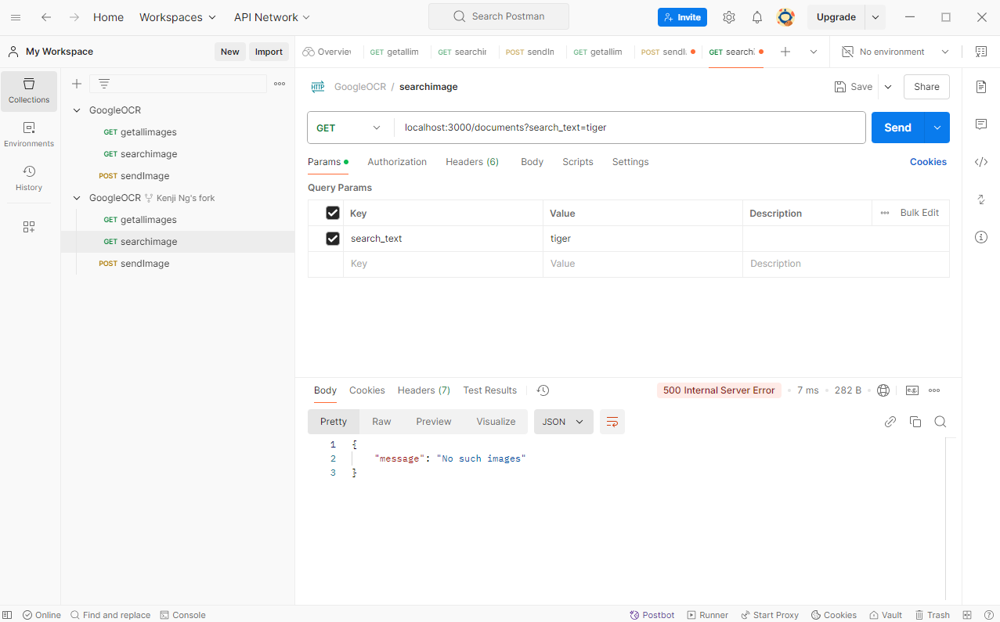 Home Workspaces API Network Search Postman Invite Upgrade
My Workspace New Import Overvie GET getallim GET searchin POST sendIn GET getallim POST sendI GET searchi No environment
Collections
Environments
History
GoogleOCR
GET getallimages
GET searchimage
POST sendImage
GoogleOCR Kenji Ng's fork
GET getallimages
GET searchimage
POST sendImage
HTTP GoogleOCR / searchimage Save Share
GET localhost:3000/documents?search_text=tiger Send
Params Authorization Headers (6) Body Scripts Settings Cookies
Query Params
Key Value Description Bulk Edit
search_text tiger
Key Value Description
Body Cookies Headers (7) Test Results 500 Internal Server Error 7 ms 282 B e.g.
Pretty Raw Preview Visualize JSON
1 {
2 "message": "No such images"
3 }
Online Find and replace Console Postbot Runner Start Proxy Cookies Vault Trash